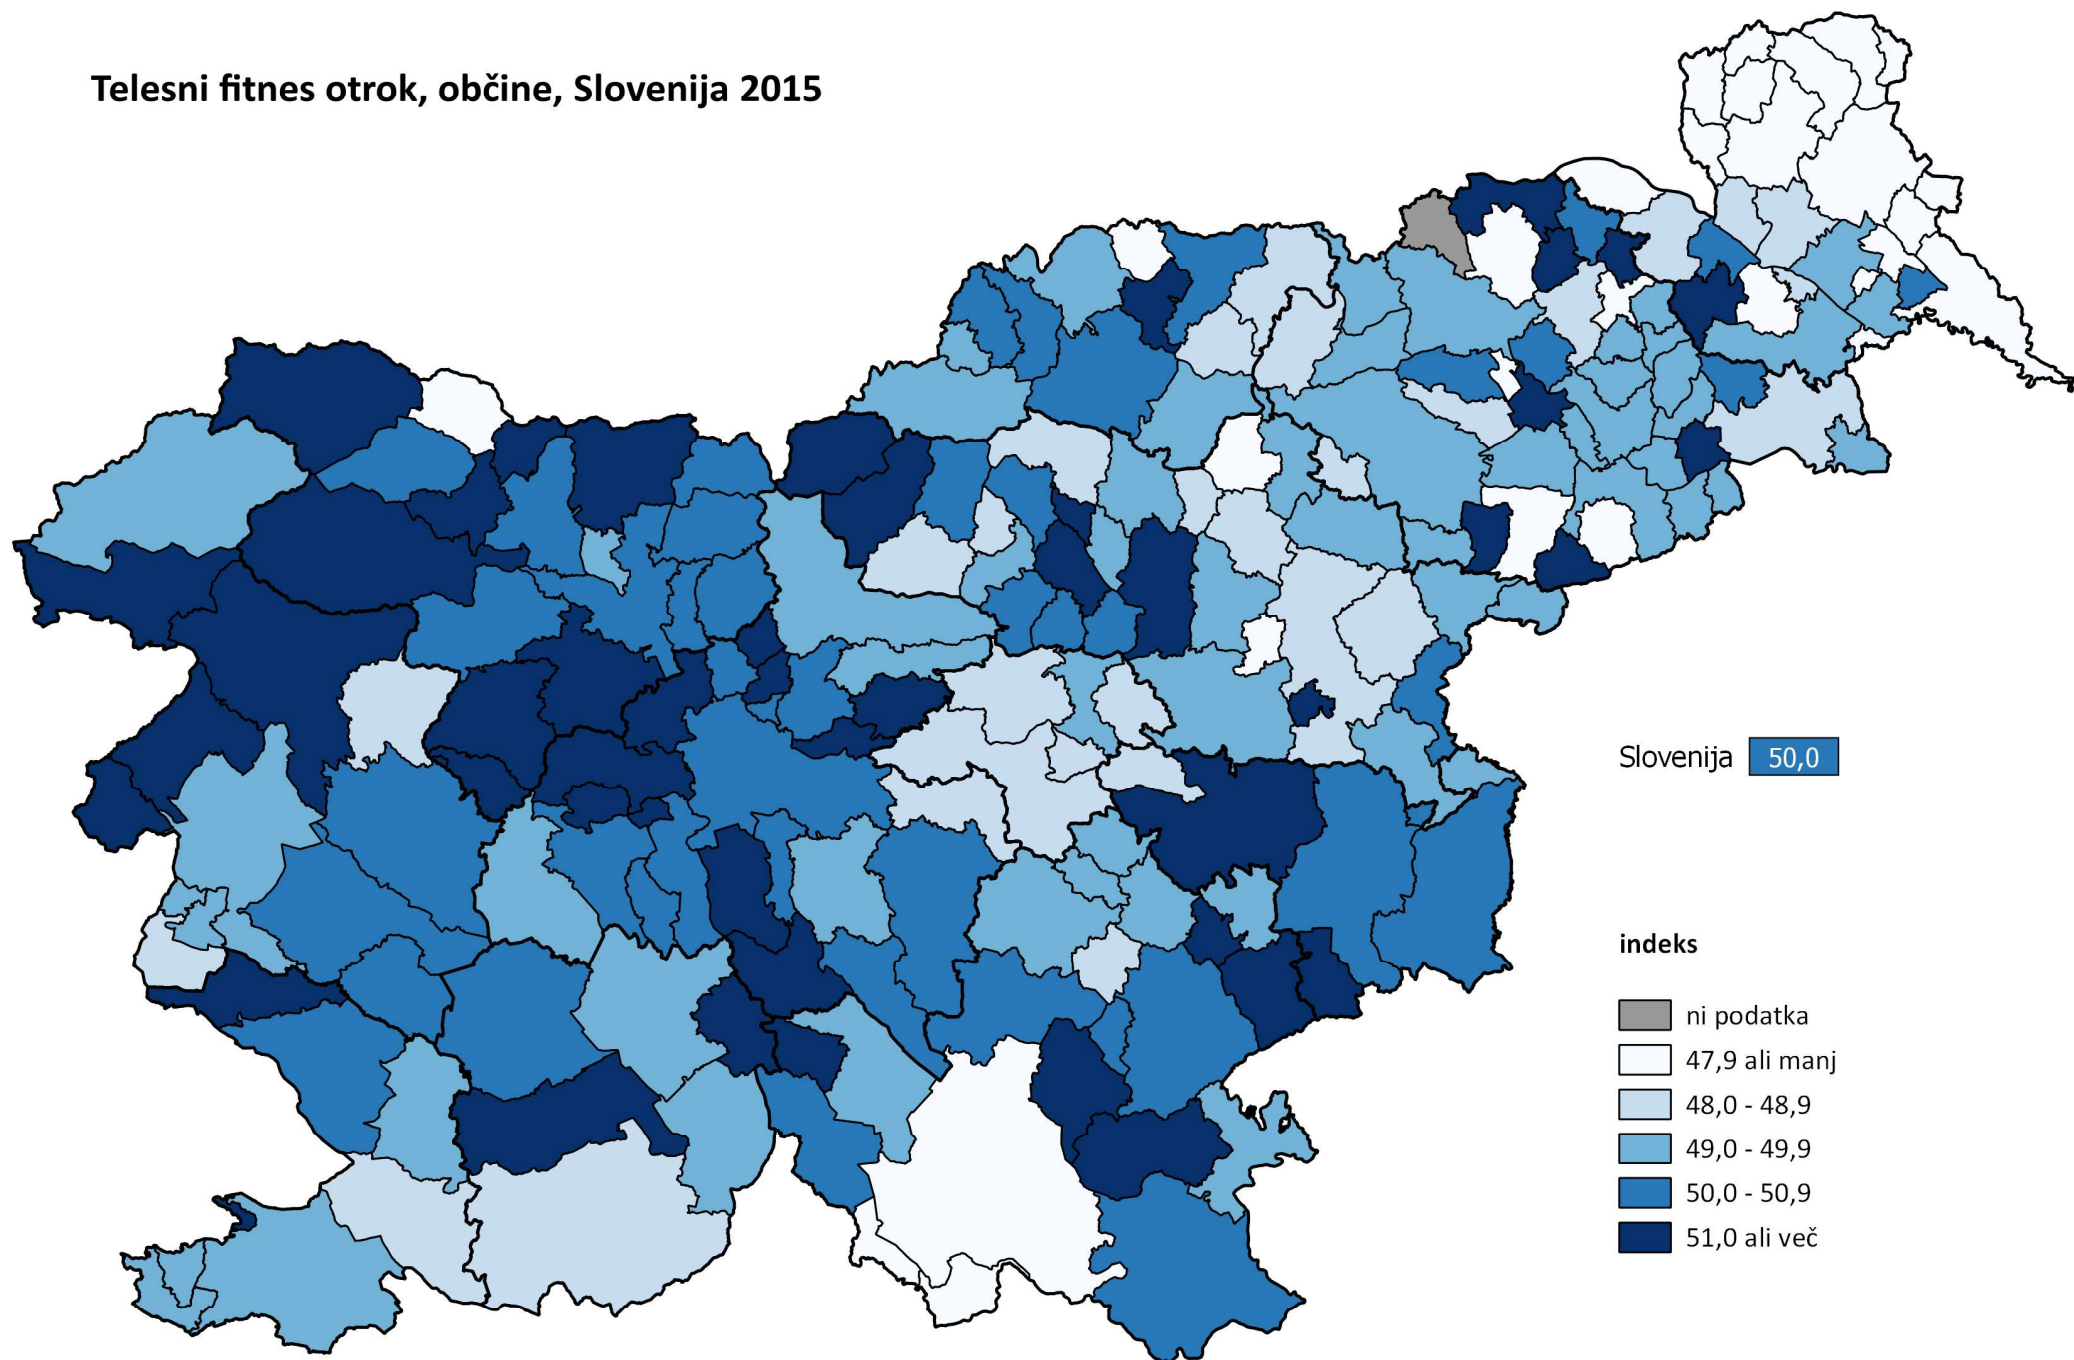 Telesni fitnes otrok, občine, Slovenija 2015
Slovenija 50,0
indeks
ni podatka
47,9 ali manj
48,0 - 48,9
49,0 - 49,9
50,0 - 50,9
51,0 ali več